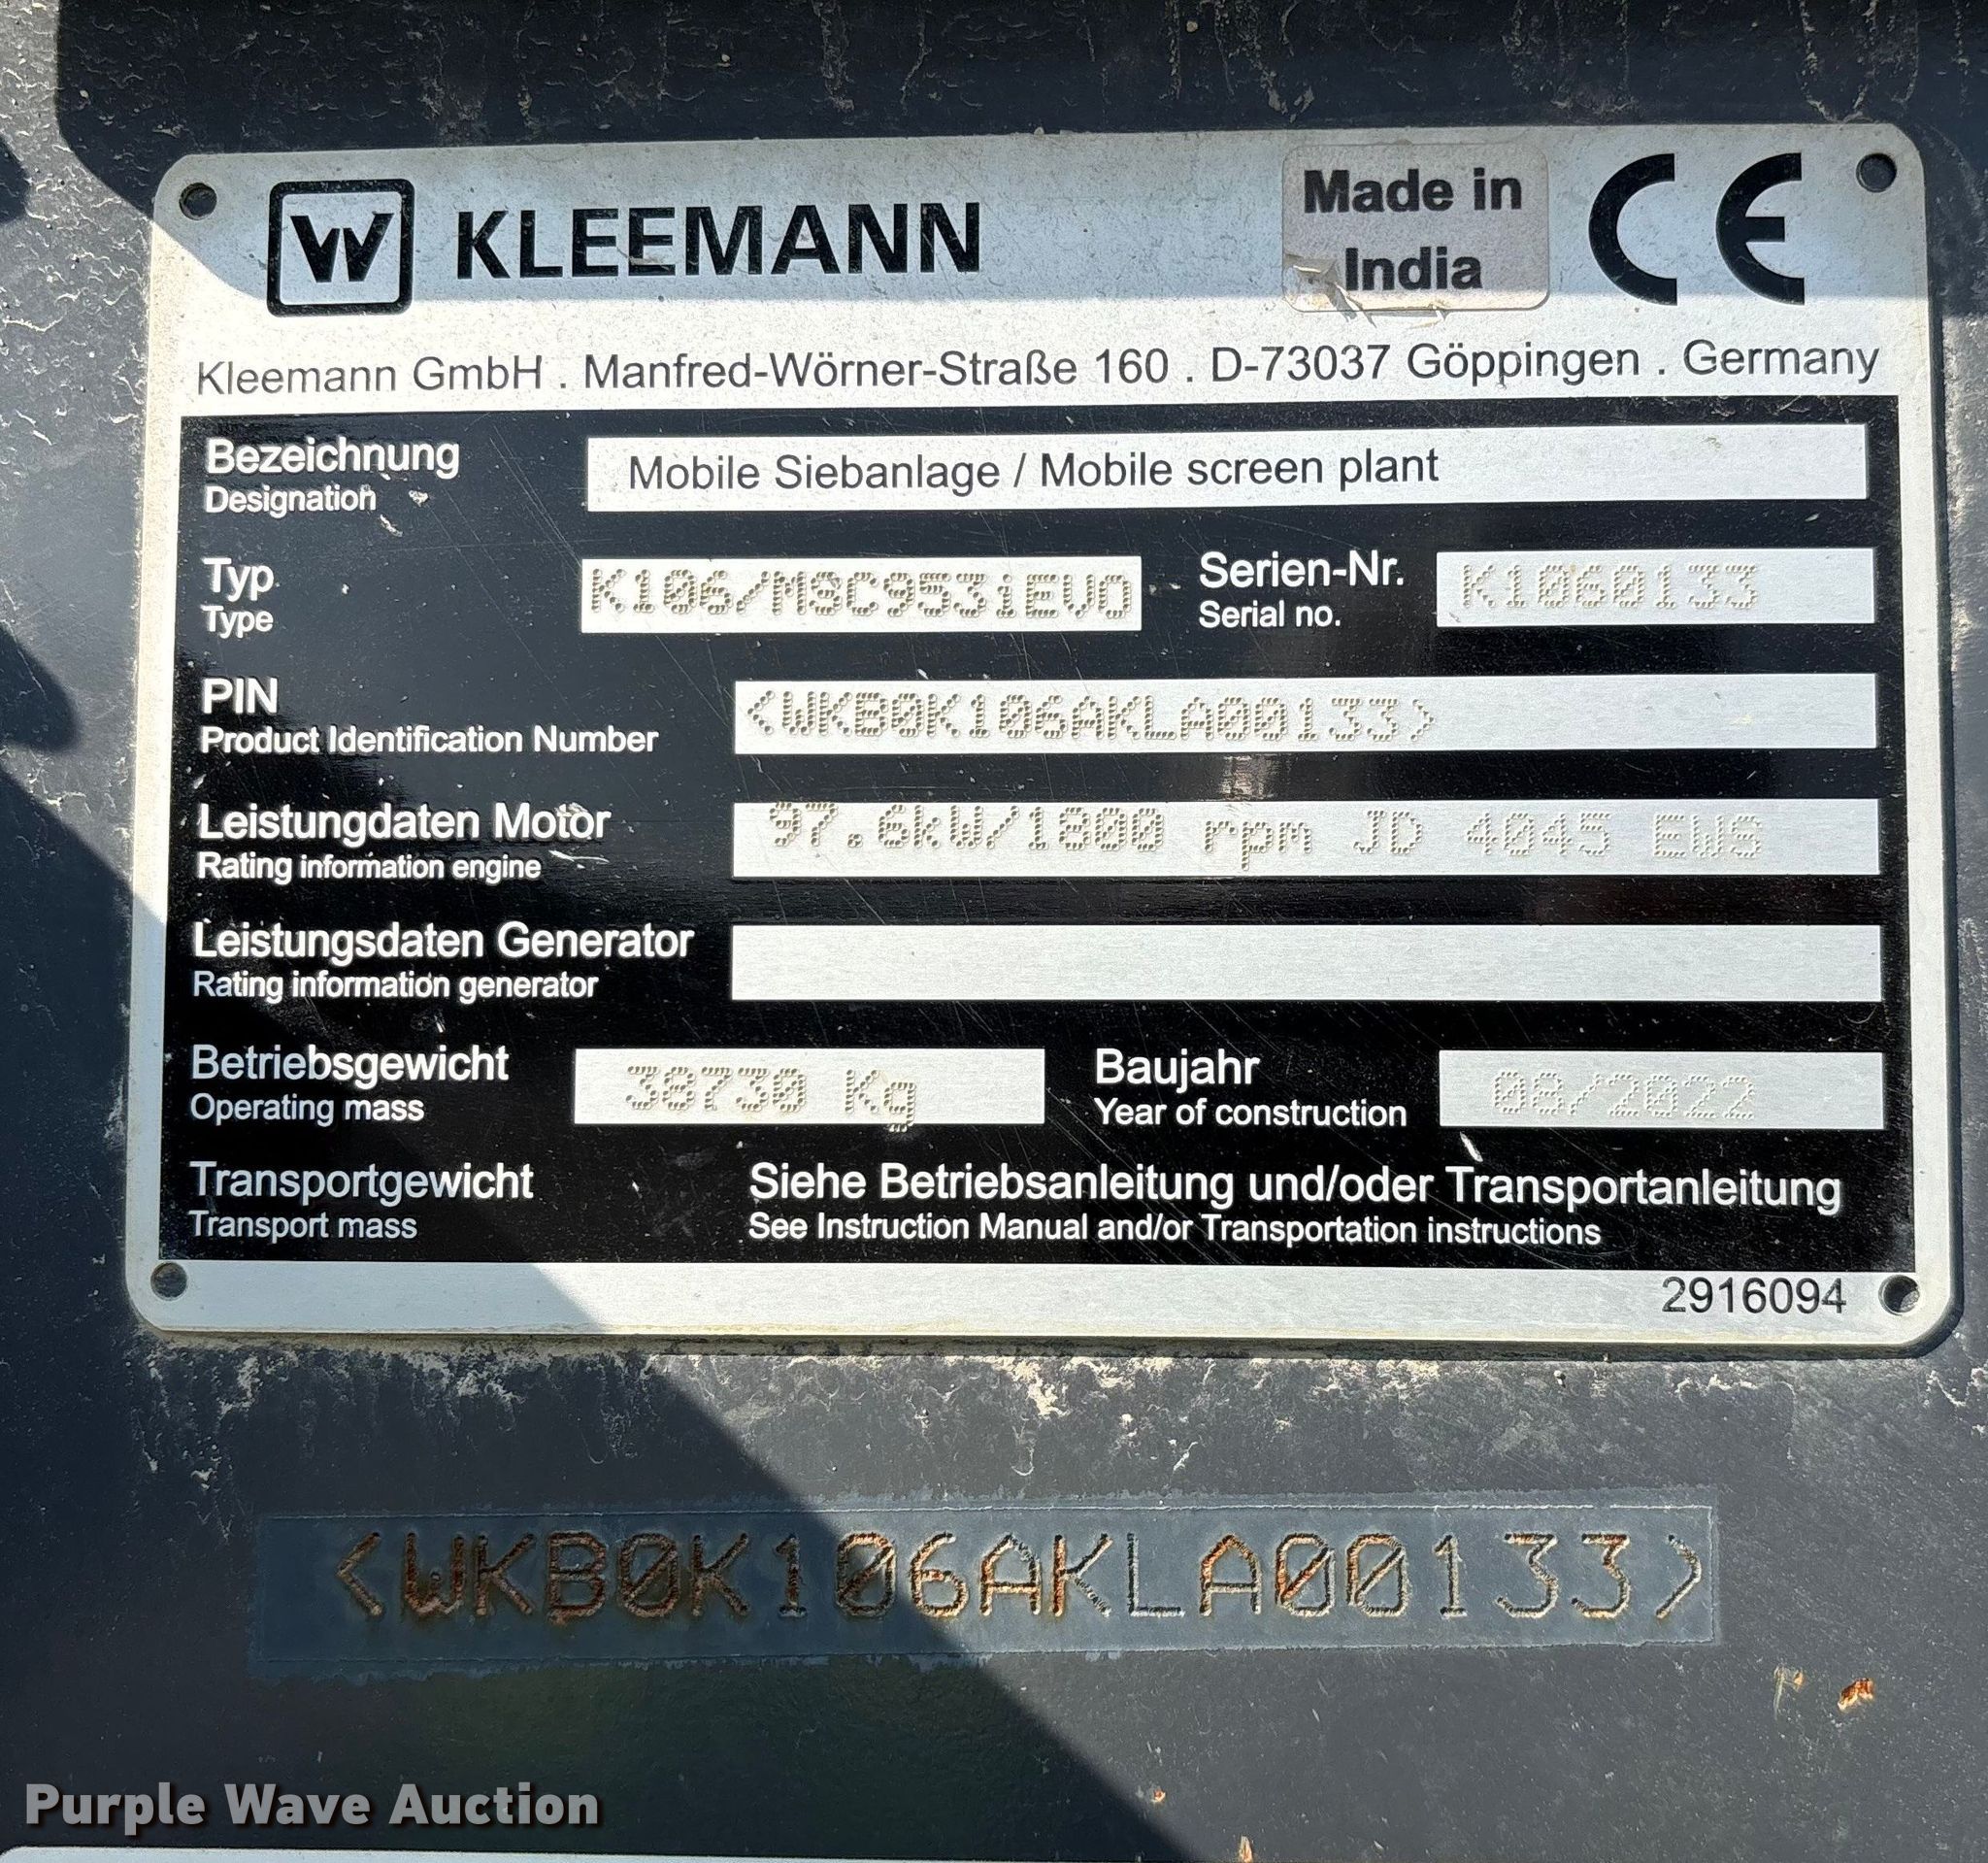 W KLEEMANN
Made in
India
CE
Kleemann GmbH . Manfred-Wörner-Straße 160 . D-73037 Göppingen . Germany
Bezeichnung
Designation
Mobile Siebanlage / Mobile screen plant
Typ
Type
K106/MSC953iEVO
Serien-Nr.
Serial no.
K1060133
PIN
Product Identification Number
<WKB0K106AKLA00133>
Leistungdaten Motor
Rating information engine
97.6kW/1800 rpm JD 4045 EWS
Leistungsdaten Generator
Rating information generator
Betriebsgewicht
Operating mass
38730 Kg
Baujahr
Year of construction
08/2022
Transportgewicht
Transport mass
Siehe Betriebsanleitung und/oder Transportanleitung
See Instruction Manual and/or Transportation instructions
2916094
<WKB0K106AKLA00133>
Purple Wave Auction